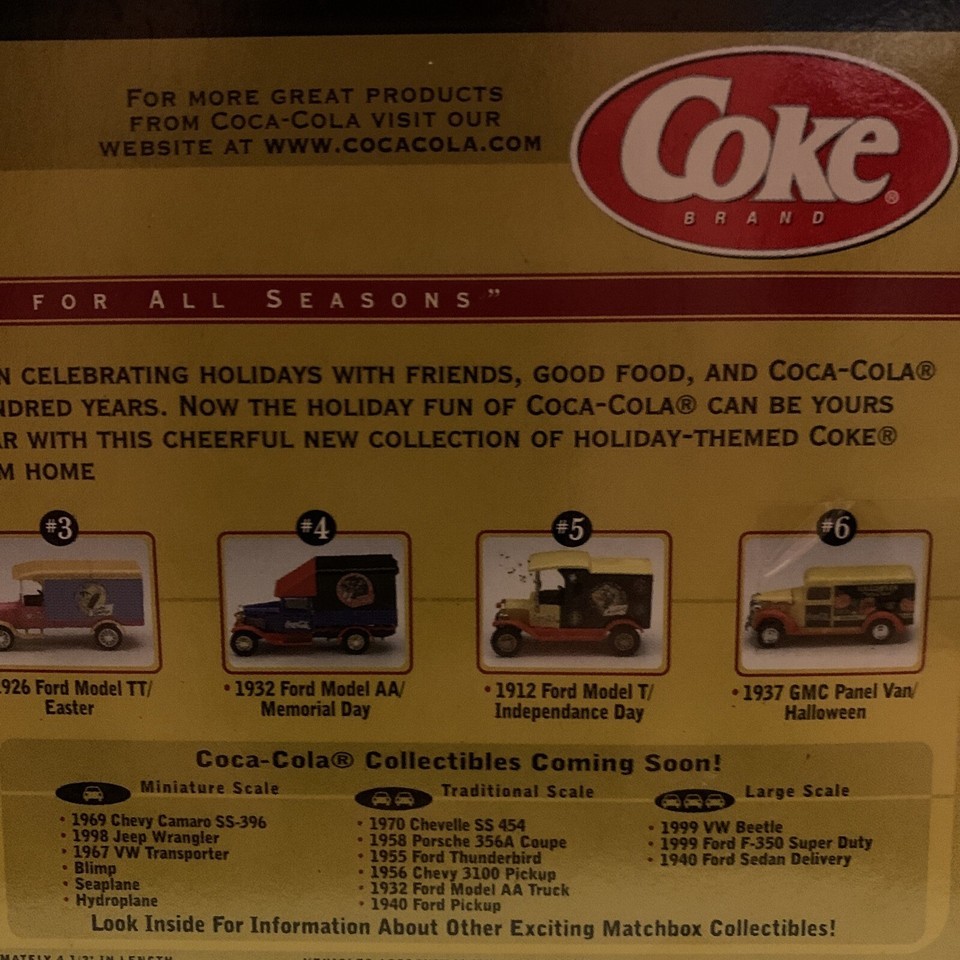 FOR MORE GREAT PRODUCTS
FROM COCA-COLA VISIT OUR
WEBSITE AT WWW.COCACOLA.COM
Coke®
BRAND
FOR ALL SEASONS”
N CELEBRATING HOLIDAYS WITH FRIENDS, GOOD FOOD, AND COCA-COLA®
NDRED YEARS. NOW THE HOLIDAY FUN OF COCA-COLA® CAN BE YOURS
R WITH THIS CHEERFUL NEW COLLECTION OF HOLIDAY-THEMED COKE®
M HOME
#3
#4
#5
#6
926 Ford Model TT/
Easter
• 1932 Ford Model AA/
Memorial Day
• 1912 Ford Model T/
Independance Day
• 1937 GMC Panel Van/
Halloween
Coca-Cola® Collectibles Coming Soon!
Miniature Scale
• 1969 Chevy Camaro SS-396
• 1998 Jeep Wrangler
• 1967 VW Transporter
• Blimp
• Seaplane
• Hydroplane
Traditional Scale
• 1970 Chevelle SS 454
• 1958 Porsche 356A Coupe
• 1955 Ford Thunderbird
• 1956 Chevy 3100 Pickup
• 1932 Ford Model AA Truck
• 1940 Ford Pickup
Large Scale
• 1999 VW Beetle
• 1999 Ford F-350 Super Duty
• 1940 Ford Sedan Delivery
Look Inside For Information About Other Exciting Matchbox Collectibles!
MATELY 4 1/2" IN LENGTH